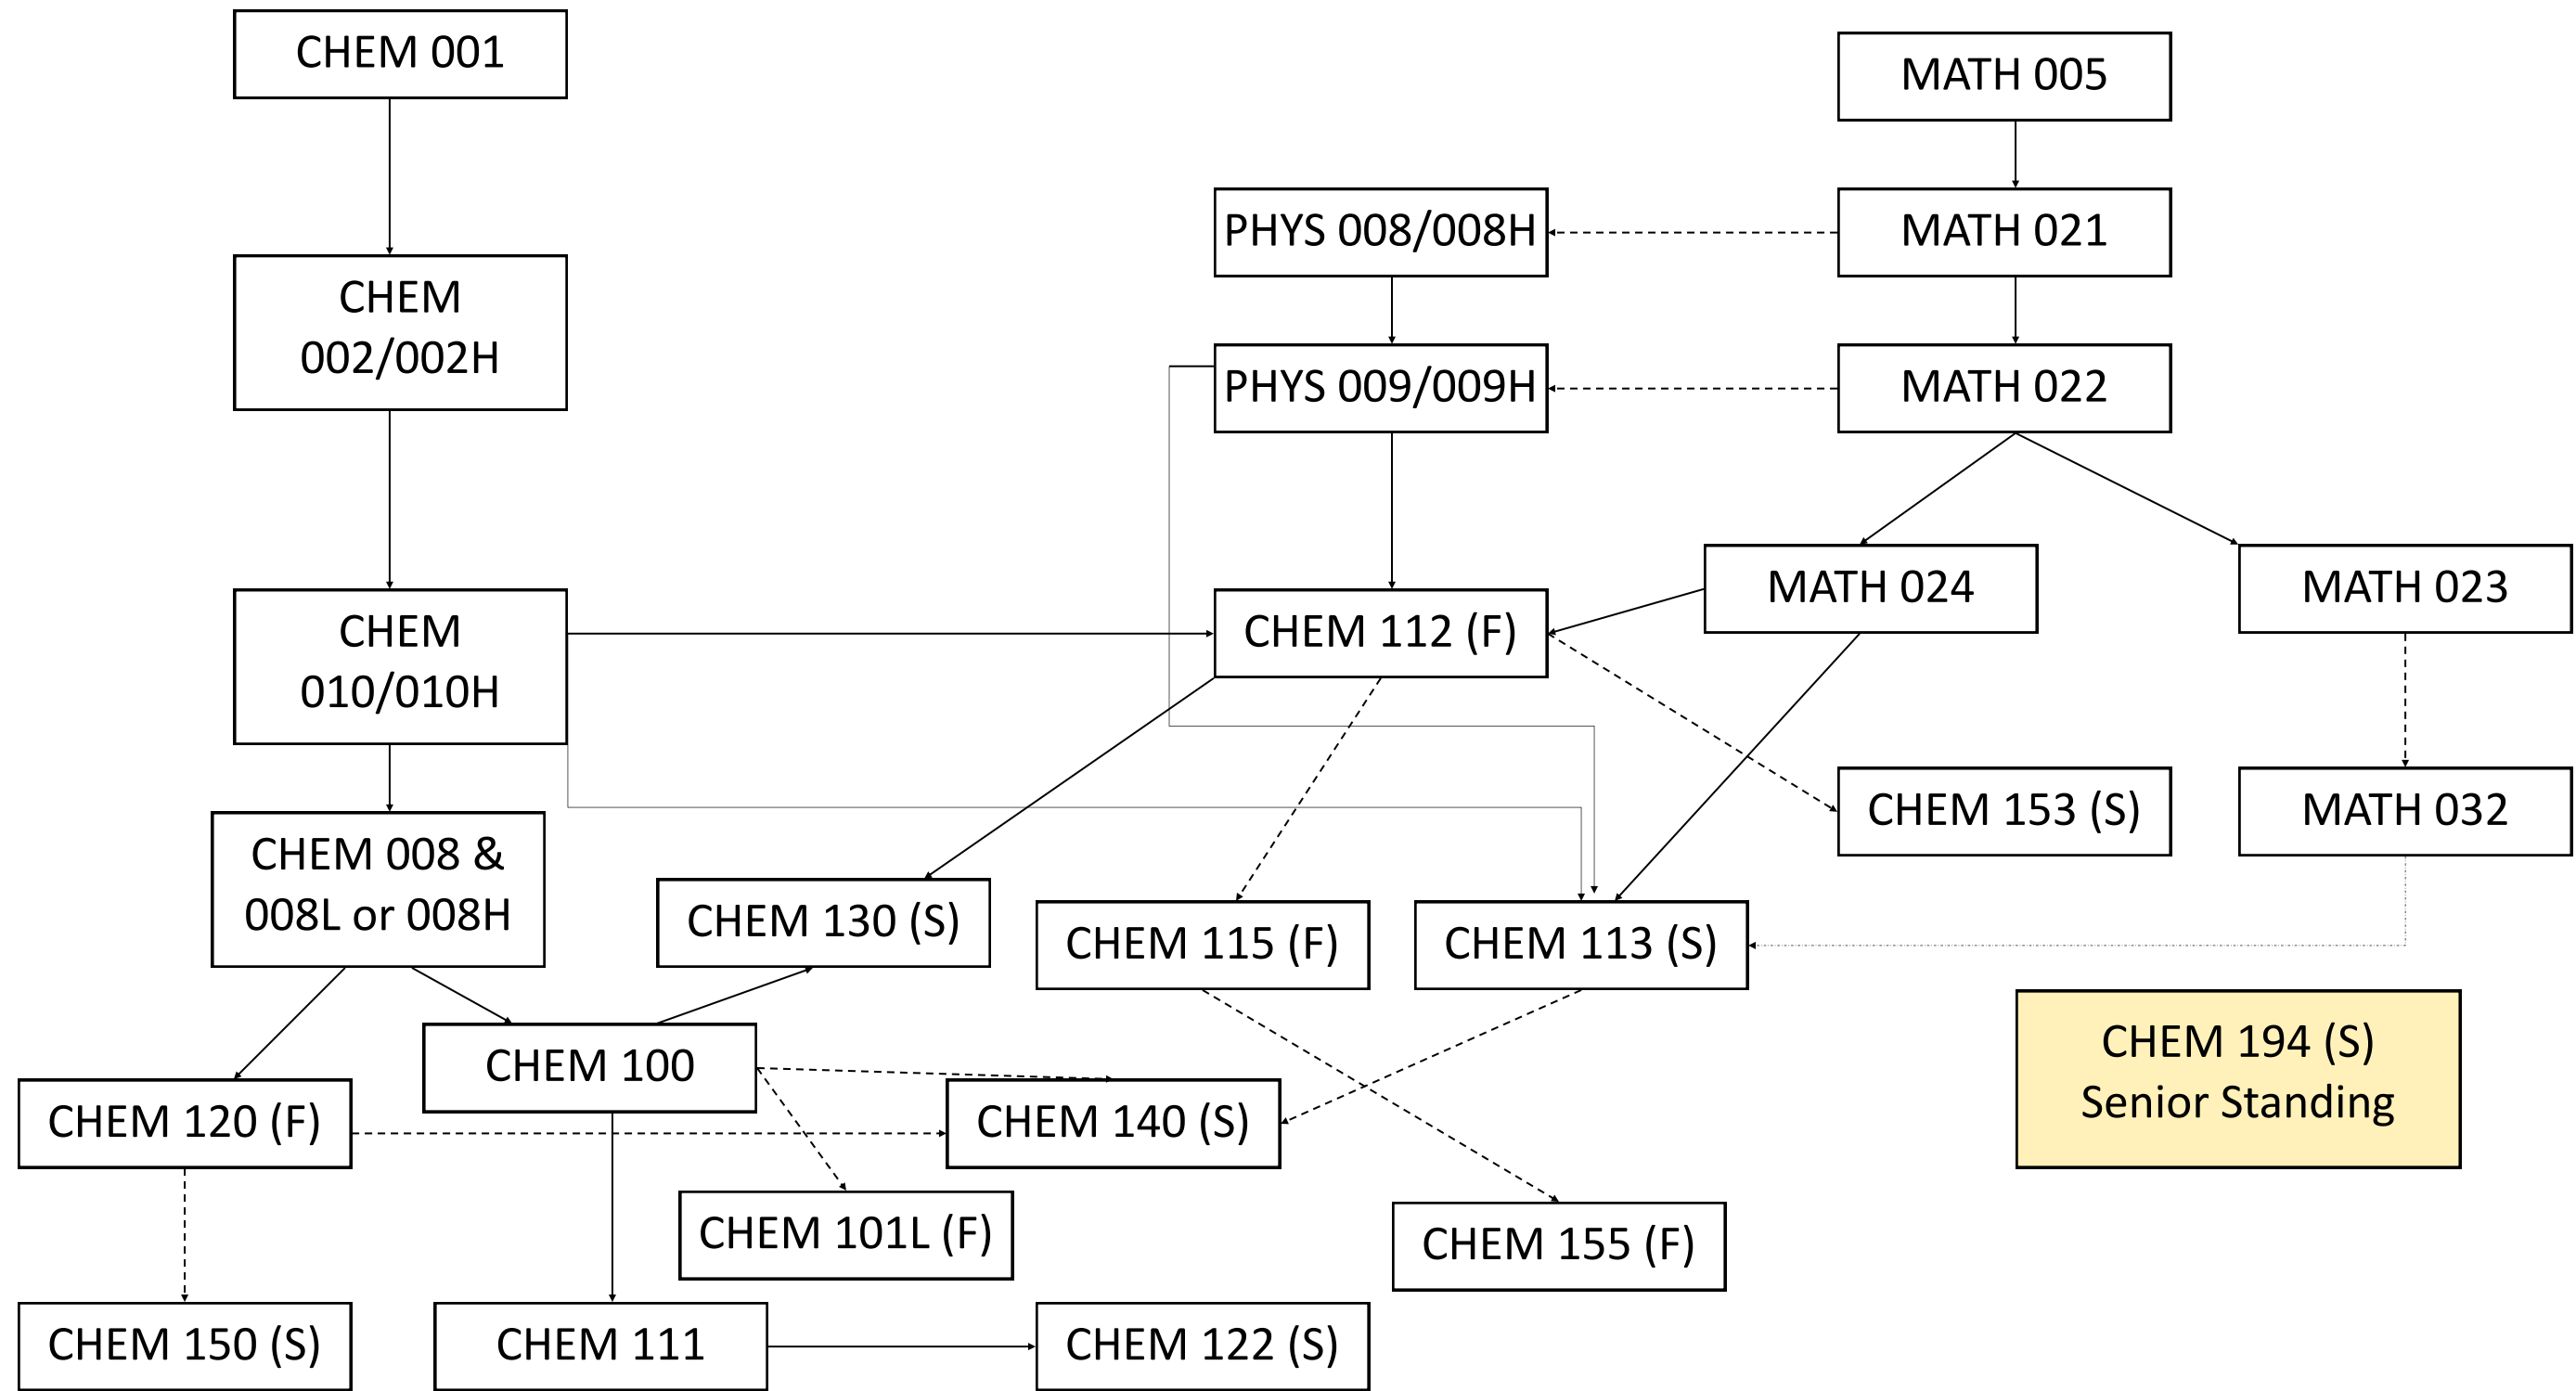 CHEM 001
MATH 005
PHYS 008/008H
MATH 021
CHEM
002/002H
PHYS 009/009H
MATH 022
CHEM
010/010H
CHEM 112 (F)
MATH 024
MATH 023
CHEM 153 (S)
MATH 032
CHEM 008 &
008L or 008H
CHEM 130 (S)
CHEM 115 (F)
CHEM 113 (S)
CHEM 194 (S)
Senior Standing
CHEM 100
CHEM 120 (F)
CHEM 140 (S)
CHEM 101L (F)
CHEM 155 (F)
CHEM 150 (S)
CHEM 111
CHEM 122 (S)